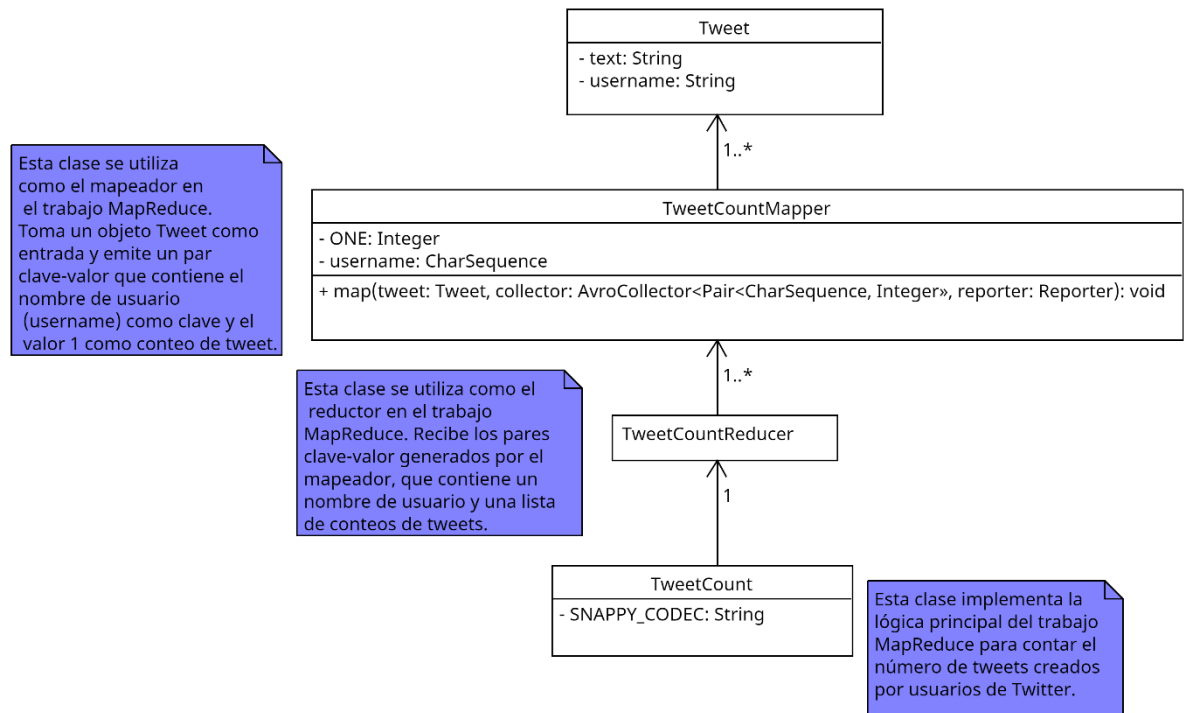 Tweet
- text: String
- username: String
1..*
Esta clase se utiliza
como el mapeador en
el trabajo MapReduce.
Toma un objeto Tweet como
entrada y emite un par
clave-valor que contiene el
nombre de usuario
(username) como clave y el
valor 1 como conteo de tweet.
TweetCountMapper
- ONE: Integer
- username: CharSequence
+ map(tweet: Tweet, collector: AvroCollector<Pair<CharSequence, Integer», reporter: Reporter): void
1..*
Esta clase se utiliza como el
reductor en el trabajo
MapReduce. Recibe los pares
clave-valor generados por el
mapeador, que contiene un
nombre de usuario y una lista
de conteos de tweets.
TweetCountReducer
1
TweetCount
- SNAPPY_CODEC: String
Esta clase implementa la
lógica principal del trabajo
MapReduce para contar el
número de tweets creados
por usuarios de Twitter.